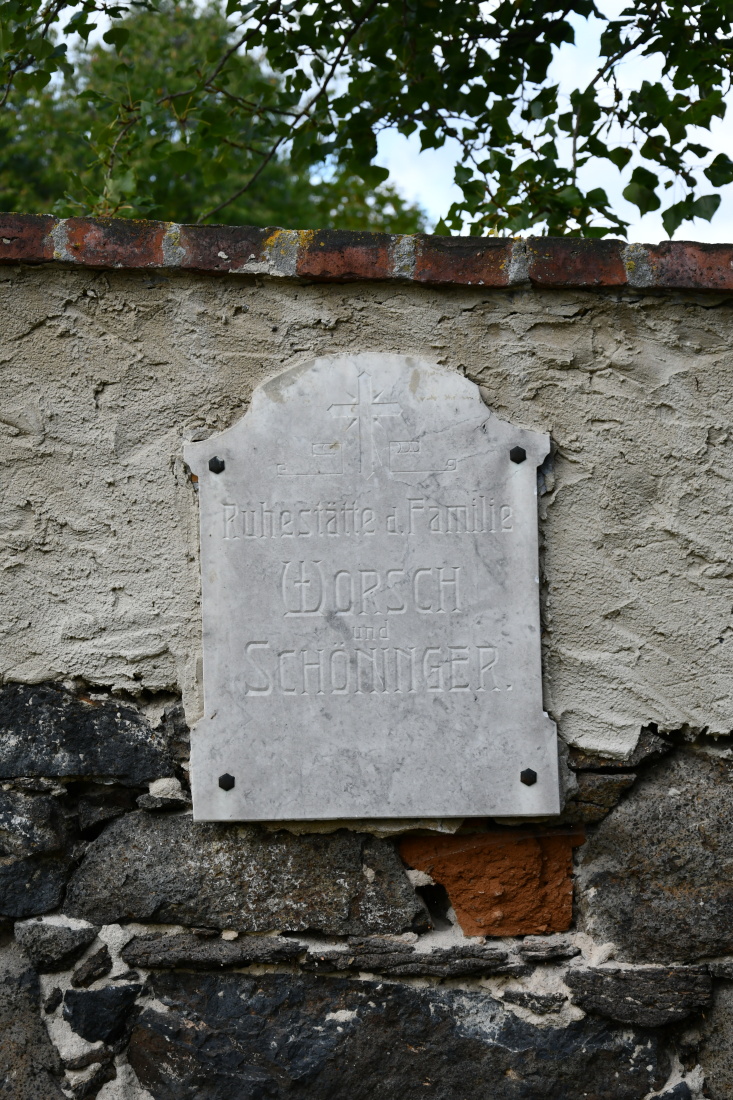 Ruhestätte d. Familie
WORSCH
und
SCHÖNINGER.